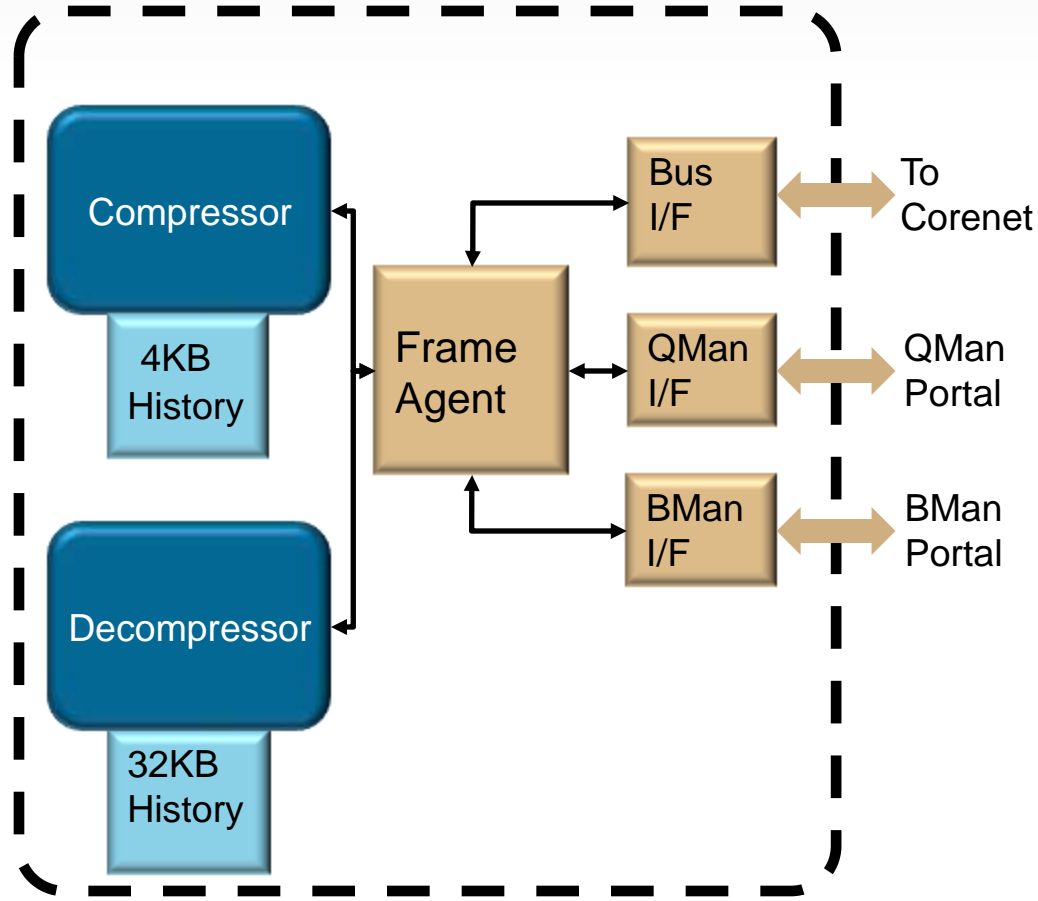 Compressor
4KB
History
Decompressor
32KB
History
Frame
Agent
Bus
I/F
QMan
I/F
BMan
I/F
To
Corenet
QMan
Portal
BMan
Portal